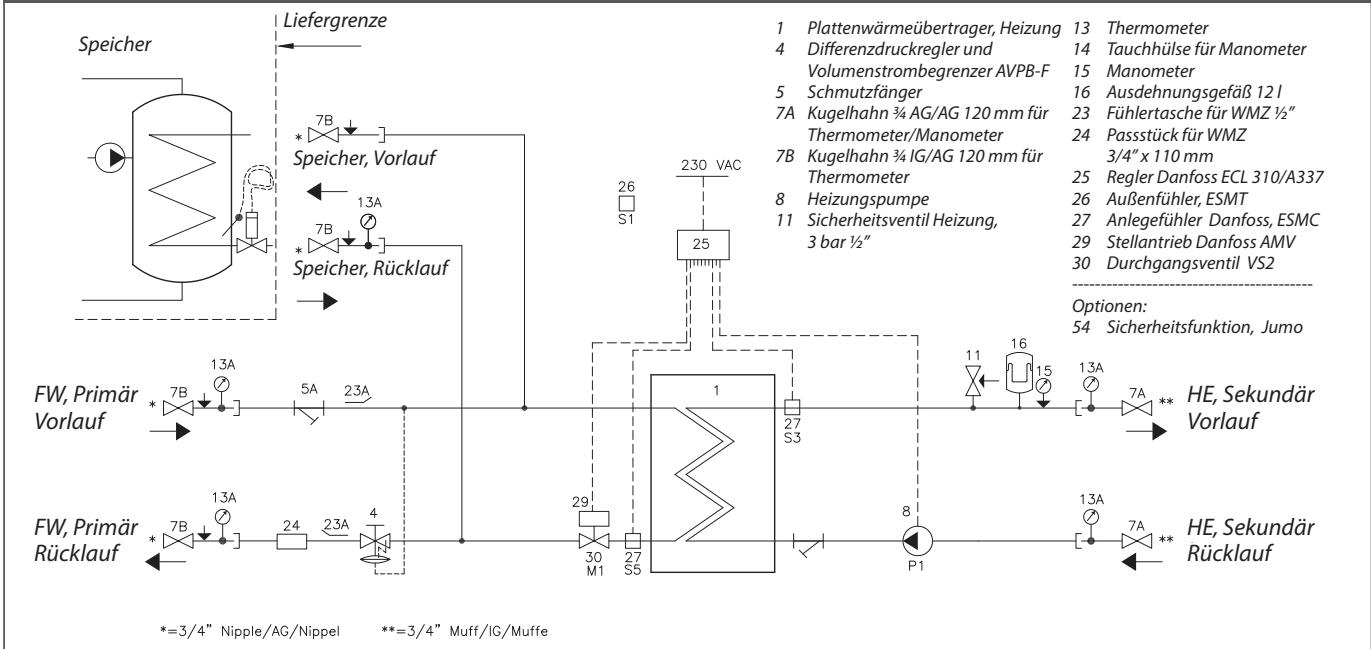 Speicher
Liefergrenze
* 7B
Speicher, Vorlauf
13A
* 7B
Speicher, Rücklauf
26
S1
230 VAC
25
1 Plattenwärmeübertrager, Heizung
4 Differenzdruckregler und
Volumenstrombegrenzer AVPB-F
5 Schmutzfänger
7A Kugelhahn ¾ AG/AG 120 mm für
Thermometer/Manometer
7B Kugelhahn ¾ IG/AG 120 mm für
Thermometer
8 Heizungspumpe
11 Sicherheitsventil Heizung,
3 bar ½”
13 Thermometer
14 Tauchhülse für Manometer
15 Manometer
16 Ausdehnungsgefäß 12 l
23 Fühlertasche für WMZ ½”
24 Passstück für WMZ
3/4” x 110 mm
25 Regler Danfoss ECL 310/A337
26 Außenfühler, ESMT
27 Anlegefühler Danfoss, ESMC
29 Stellantrieb Danfoss AMV
30 Durchgangsventil VS2
Optionen:
54 Sicherheitsfunktion, Jumo
FW, Primär
Vorlauf
* 7B
13A
5A
23A
1
27
S3
11
16
15
13A
7A **
HE, Sekundär
Vorlauf
FW, Primär
Rücklauf
* 7B
13A
24
23A
4
29
30
M1
27
S5
8
P1
13A
7A **
HE, Sekundär
Rücklauf
*=3/4” Nipple/AG/Nippel
**=3/4” Muff/IG/Muffe